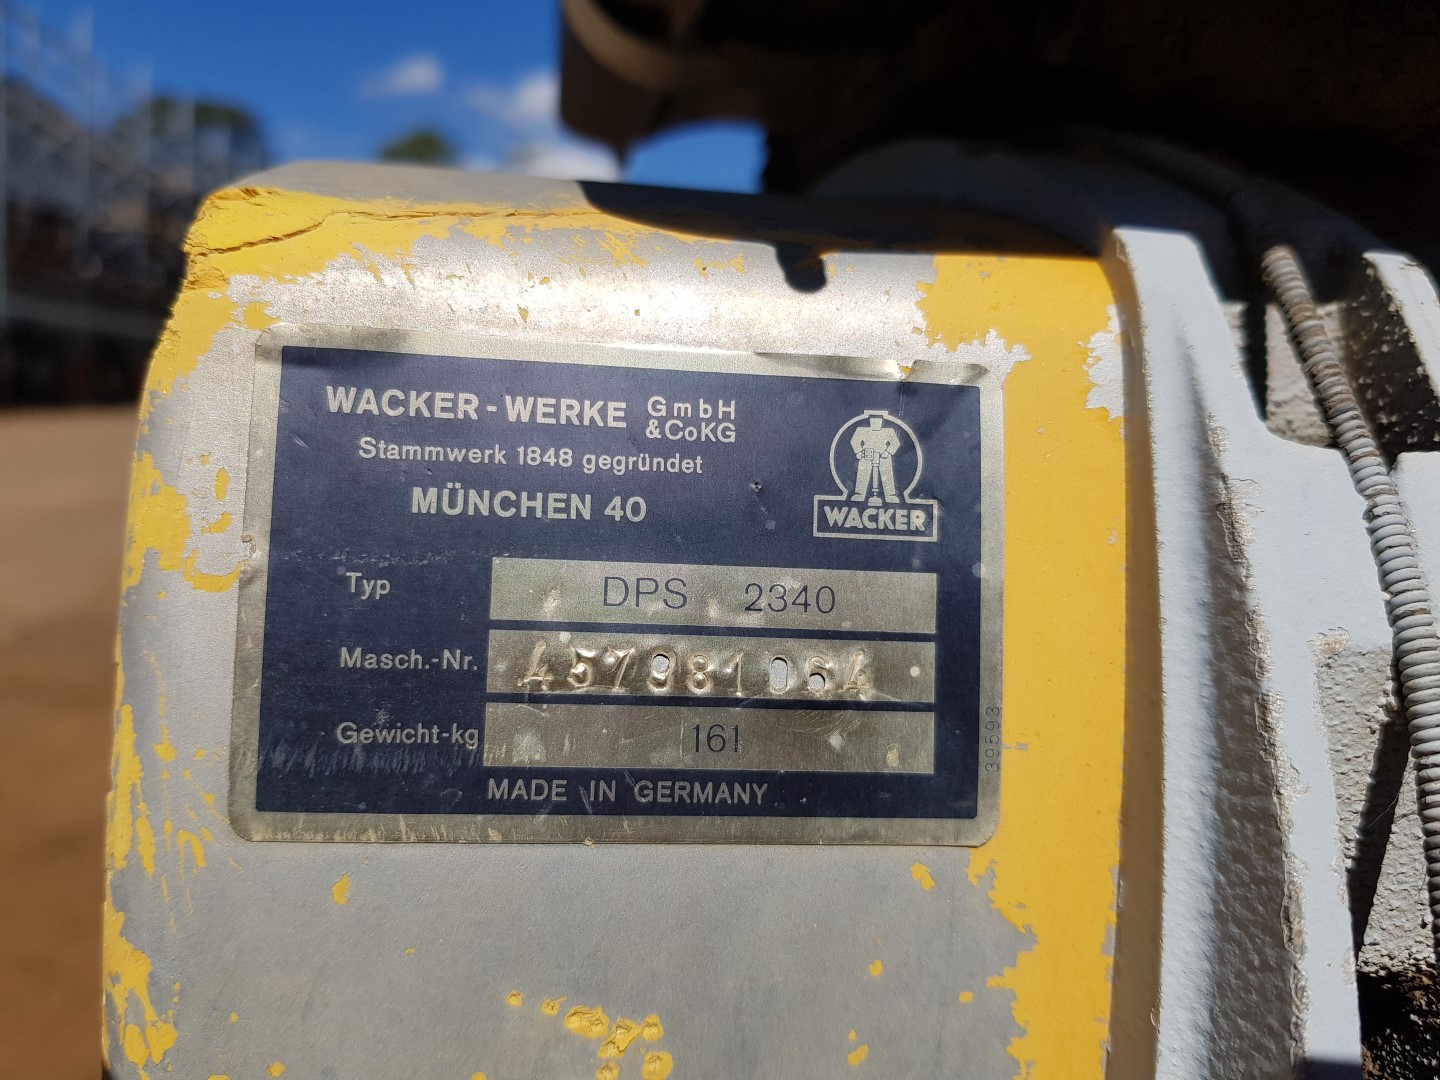 WACKER-WERKE GmbH &CoKG
Stammwerk 1848 gegründet
MÜNCHEN 40
WACKER
Typ DPS 2340
Masch.-Nr. 457981064
Gewicht-kg 161
MADE IN GERMANY
39593